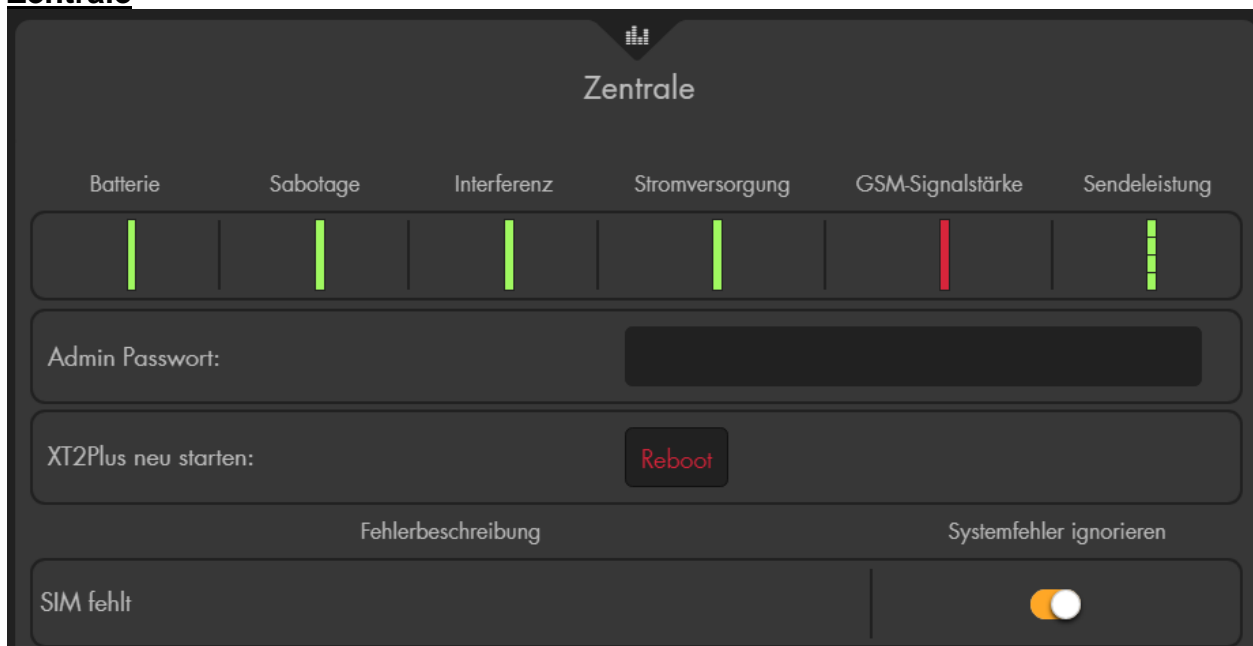 Zentrale
Zentrale
Batterie Sabotage Interferenz Stromversorgung GSM-Signalstärke Sendeleistung
Admin Passwort:
XT2Plus neu starten: Reboot
Fehlerbeschreibung Systemfehler ignorieren
SIM fehlt